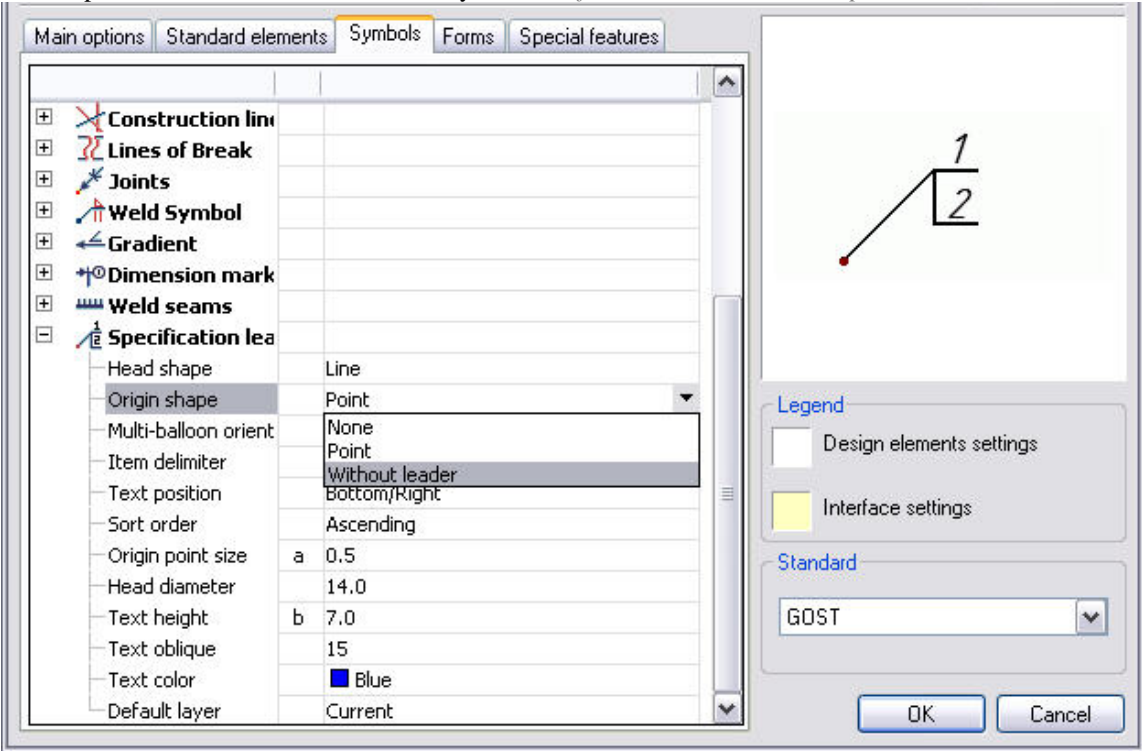 Main options Standard elements Symbols Forms Special features
Construction line
Lines of Break
Joints
Weld Symbol
Gradient
Dimension mark
Weld seams
Specification lea
Head shape Line
Origin shape Point
None
Multi-balloon orient
Point
Item delimiter
Without leader
Text position Bottom/Right
Sort order Ascending
Origin point size a 0.5
Head diameter 14.0
Text height b 7.0
Text oblique 15
Text color Blue
Default layer Current
1
2
Legend
Design elements settings
Interface settings
Standard
GOST
OK Cancel